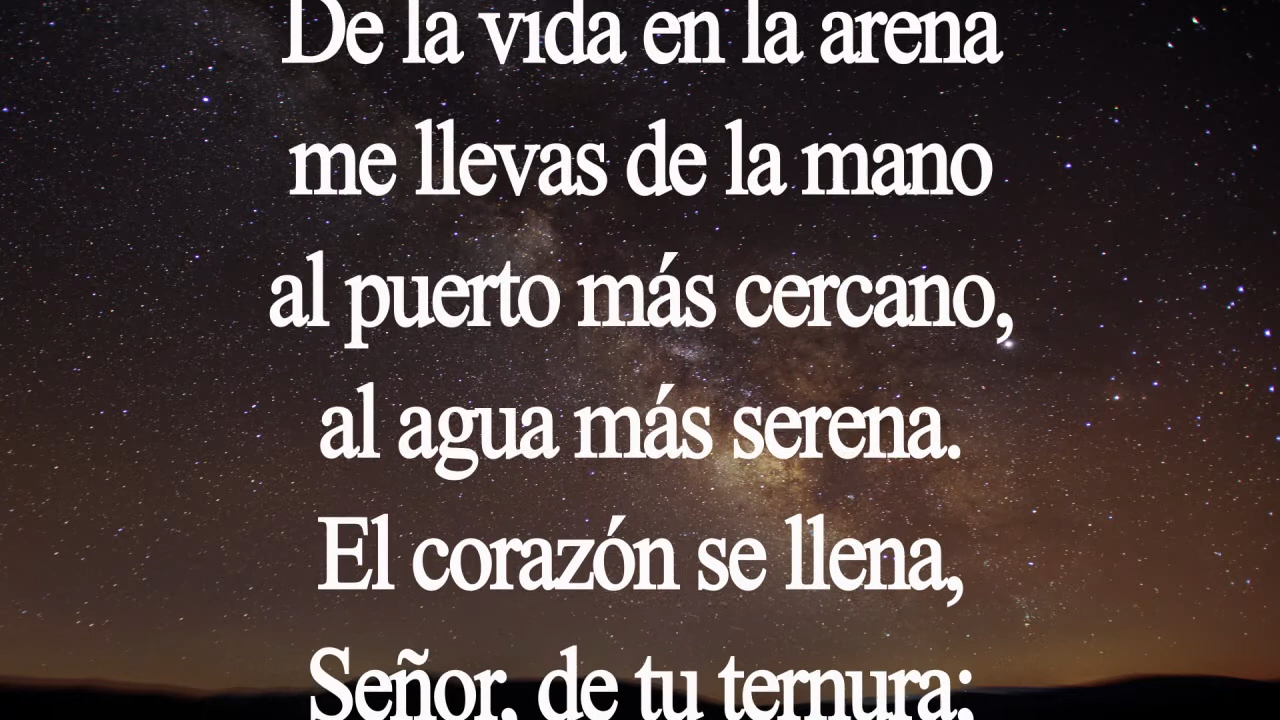 De la vida en la arena
me llevas de la mano
al puerto más cercano,
al agua más serena.
El corazón se llena,
Señor, de tu ternura;